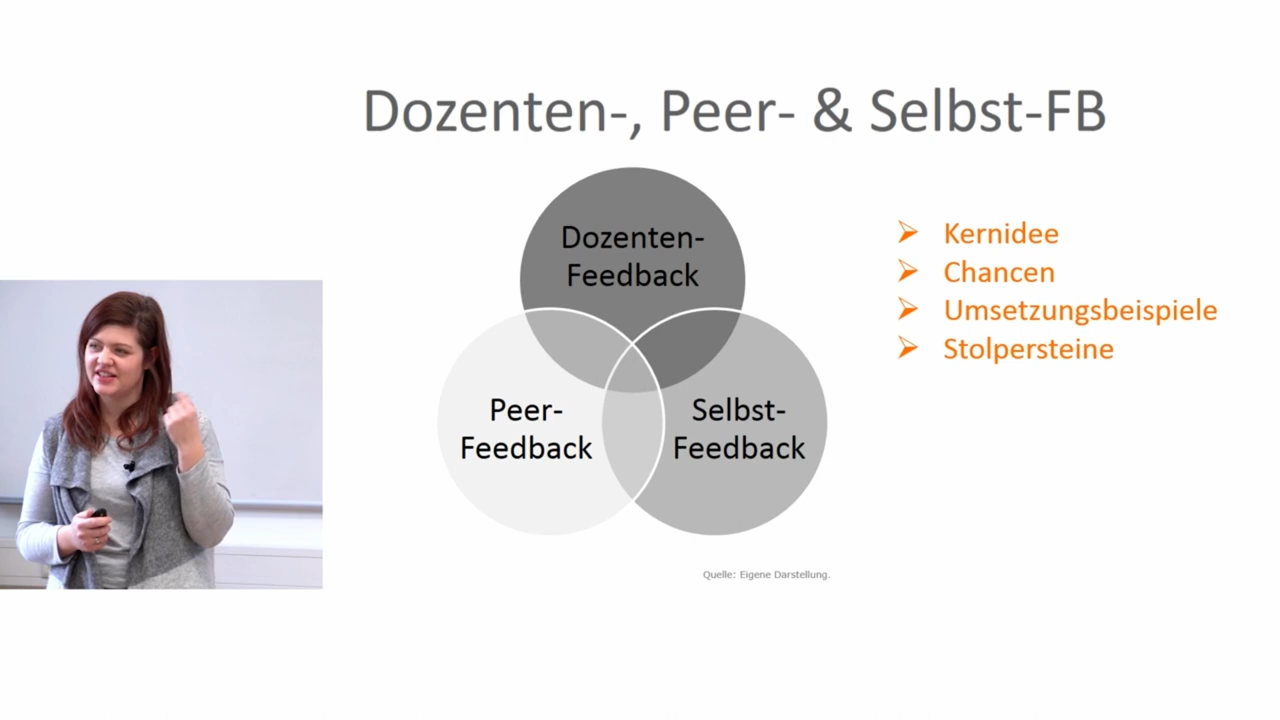 Dozenten-, Peer- & Selbst-FB
Dozenten-
Feedback
Peer-
Feedback
Selbst-
Feedback
Kernidee
Chancen
Umsetzungsbeispiele
Stolpersteine
Quelle: Eigene Darstellung.